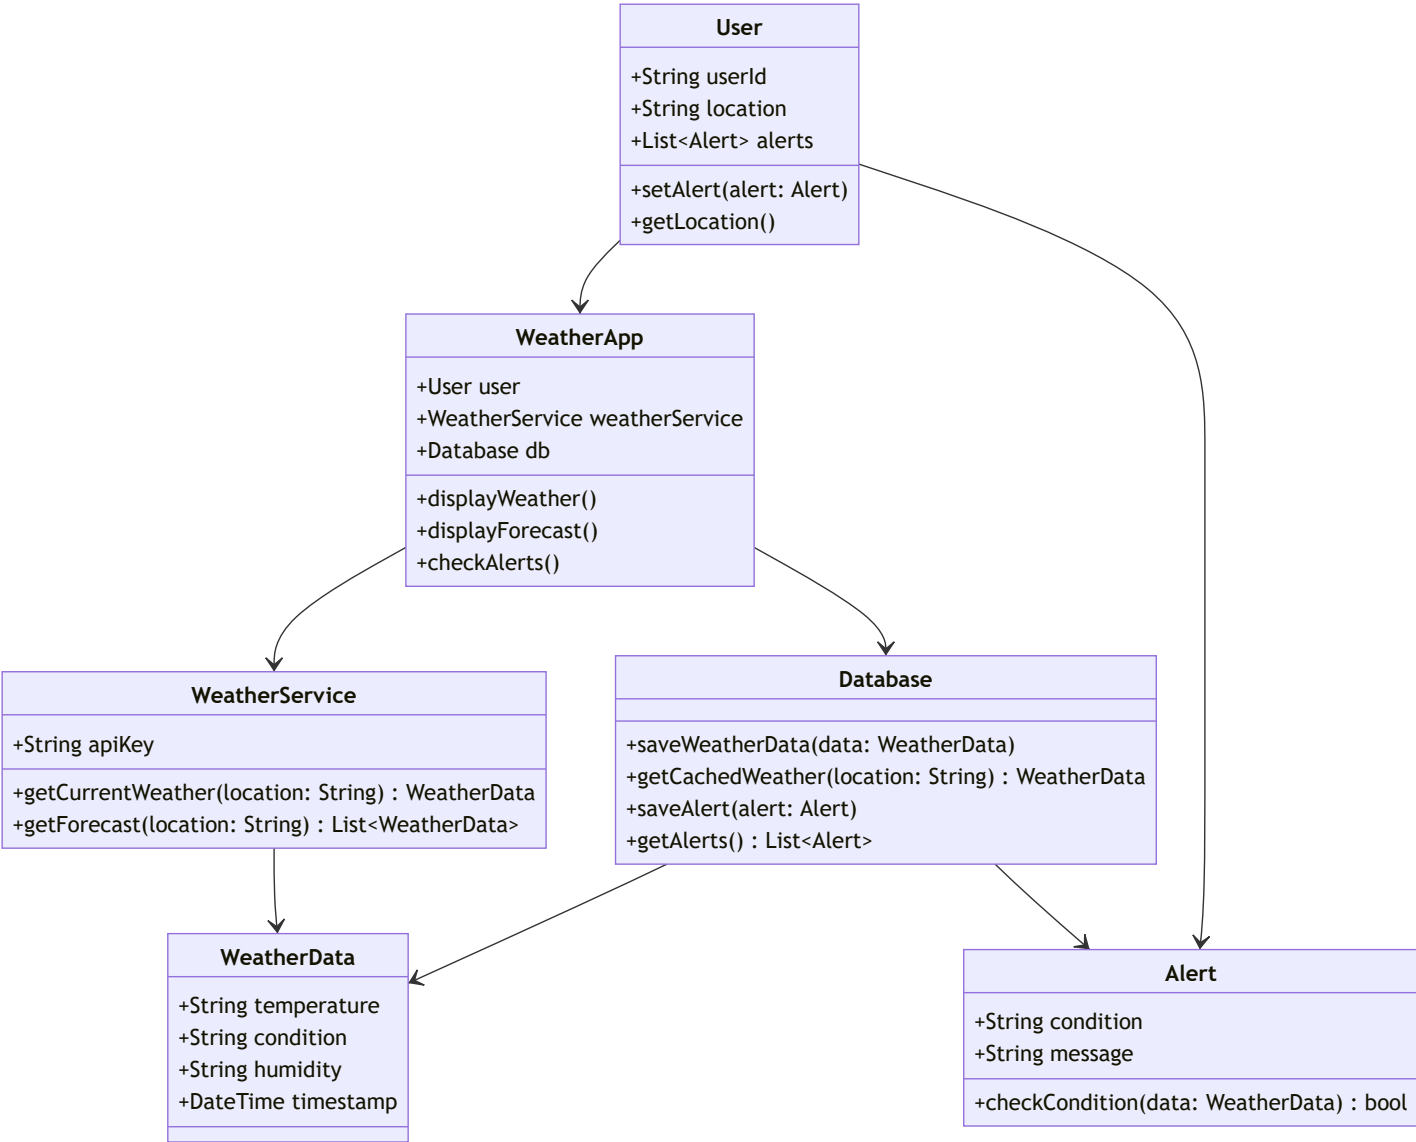 User
+String userId
+String location
+List<Alert> alerts
+setAlert(alert: Alert)
+getLocation()
WeatherApp
+User user
+WeatherService weatherService
+Database db
+displayWeather()
+displayForecast()
+checkAlerts()
WeatherService
+String apiKey
+getCurrentWeather(location: String) : WeatherData
+getForecast(location: String) : List<WeatherData>
Database
+saveWeatherData(data: WeatherData)
+getCachedWeather(location: String) : WeatherData
+saveAlert(alert: Alert)
+getAlerts() : List<Alert>
WeatherData
+String temperature
+String condition
+String humidity
+DateTime timestamp
Alert
+String condition
+String message
+checkCondition(data: WeatherData) : bool